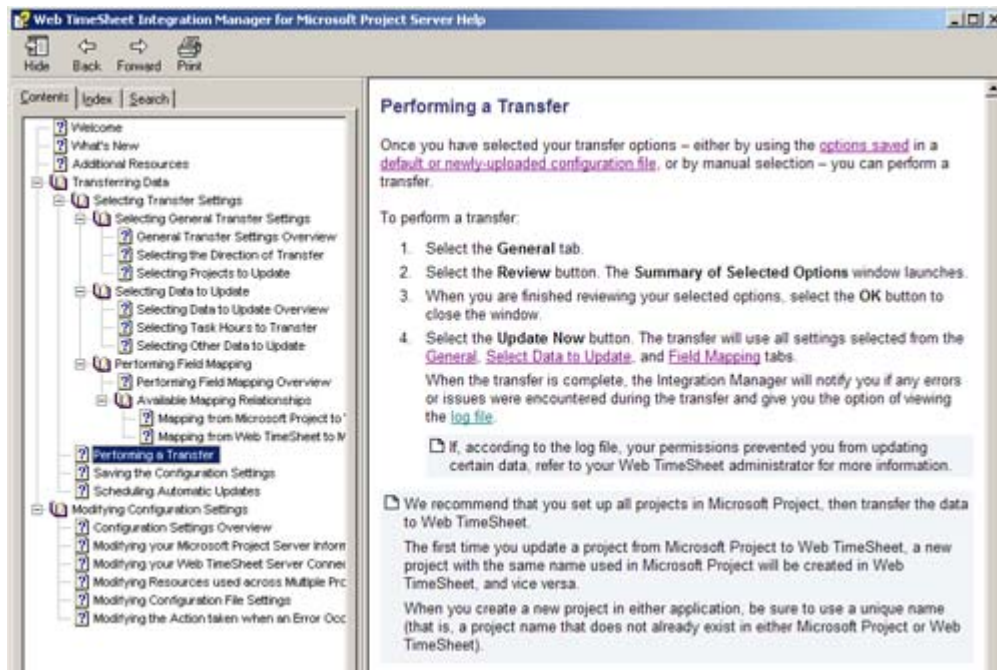 Web TimeSheet Integration Manager for Microsoft Project Server Help
Hide Back Forward Print
Contents Index Search
Welcome
What's New
Additional Resources
Transferring Data
Selecting Transfer Settings
Selecting General Transfer Settings
General Transfer Settings Overview
Selecting the Direction of Transfer
Selecting Projects to Update
Selecting Data to Update
Selecting Data to Update Overview
Selecting Task Hours to Transfer
Selecting Other Data to Update
Performing Field Mapping
Performing Field Mapping Overview
Available Mapping Relationships
Mapping from Microsoft Project to
Mapping from Web TimeSheet to M
Performing a Transfer
Saving the Configuration Settings
Scheduling Automatic Updates
Modifying Configuration Settings
Configuration Settings Overview
Modifying your Microsoft Project Server Inform
Modifying your Web TimeSheet Server Connec
Modifying Resources used across Multiple Pro
Modifying Configuration File Settings
Modifying the Action taken when an Error Occ
Performing a Transfer
Once you have selected your transfer options – either by using the options saved in a
default or newly-uploaded configuration file, or by manual selection – you can perform a
transfer.
To perform a transfer:
1. Select the General tab.
2. Select the Review button. The Summary of Selected Options window launches.
3. When you are finished reviewing your selected options, select the OK button to
close the window.
4. Select the Update Now button. The transfer will use all settings selected from the
General, Select Data to Update, and Field Mapping tabs.
When the transfer is complete, the Integration Manager will notify you if any errors
or issues were encountered during the transfer and give you the option of viewing
the log file.
If, according to the log file, your permissions prevented you from updating
certain data, refer to your Web TimeSheet administrator for more information.
We recommend that you set up all projects in Microsoft Project, then transfer the data
to Web TimeSheet.
The first time you update a project from Microsoft Project to Web TimeSheet, a new
project with the same name used in Microsoft Project will be created in Web
TimeSheet, and vice versa.
When you create a new project in either application, be sure to use a unique name
(that is, a project name that does not already exist in either Microsoft Project or Web
TimeSheet).